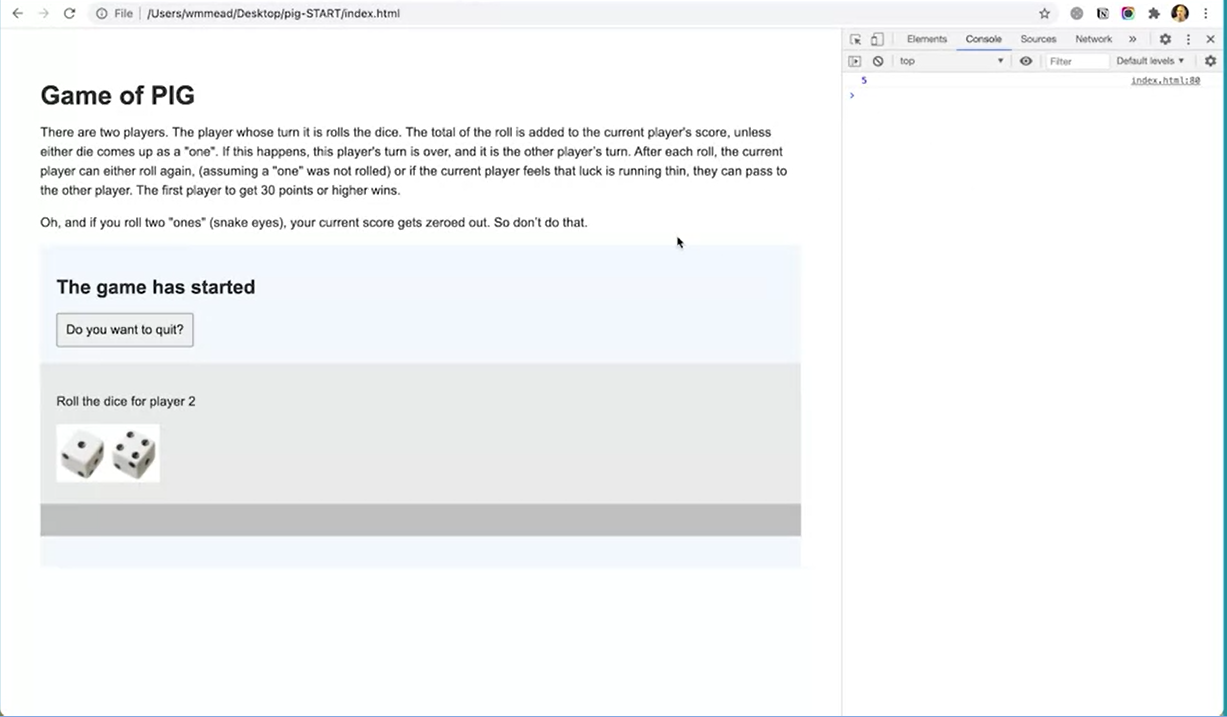 File /Users/wmmead/Desktop/pig-START/index.html
Elements Console Sources Network »
top Filter Default levels
5 index.html:80
>
Game of PIG
There are two players. The player whose turn it is rolls the dice. The total of the roll is added to the current player's score, unless
either die comes up as a "one". If this happens, this player's turn is over, and it is the other player's turn. After each roll, the current
player can either roll again, (assuming a "one" was not rolled) or if the current player feels that luck is running thin, they can pass to
the other player. The first player to get 30 points or higher wins.
Oh, and if you roll two "ones" (snake eyes), your current score gets zeroed out. So don't do that.
The game has started
Do you want to quit?
Roll the dice for player 2